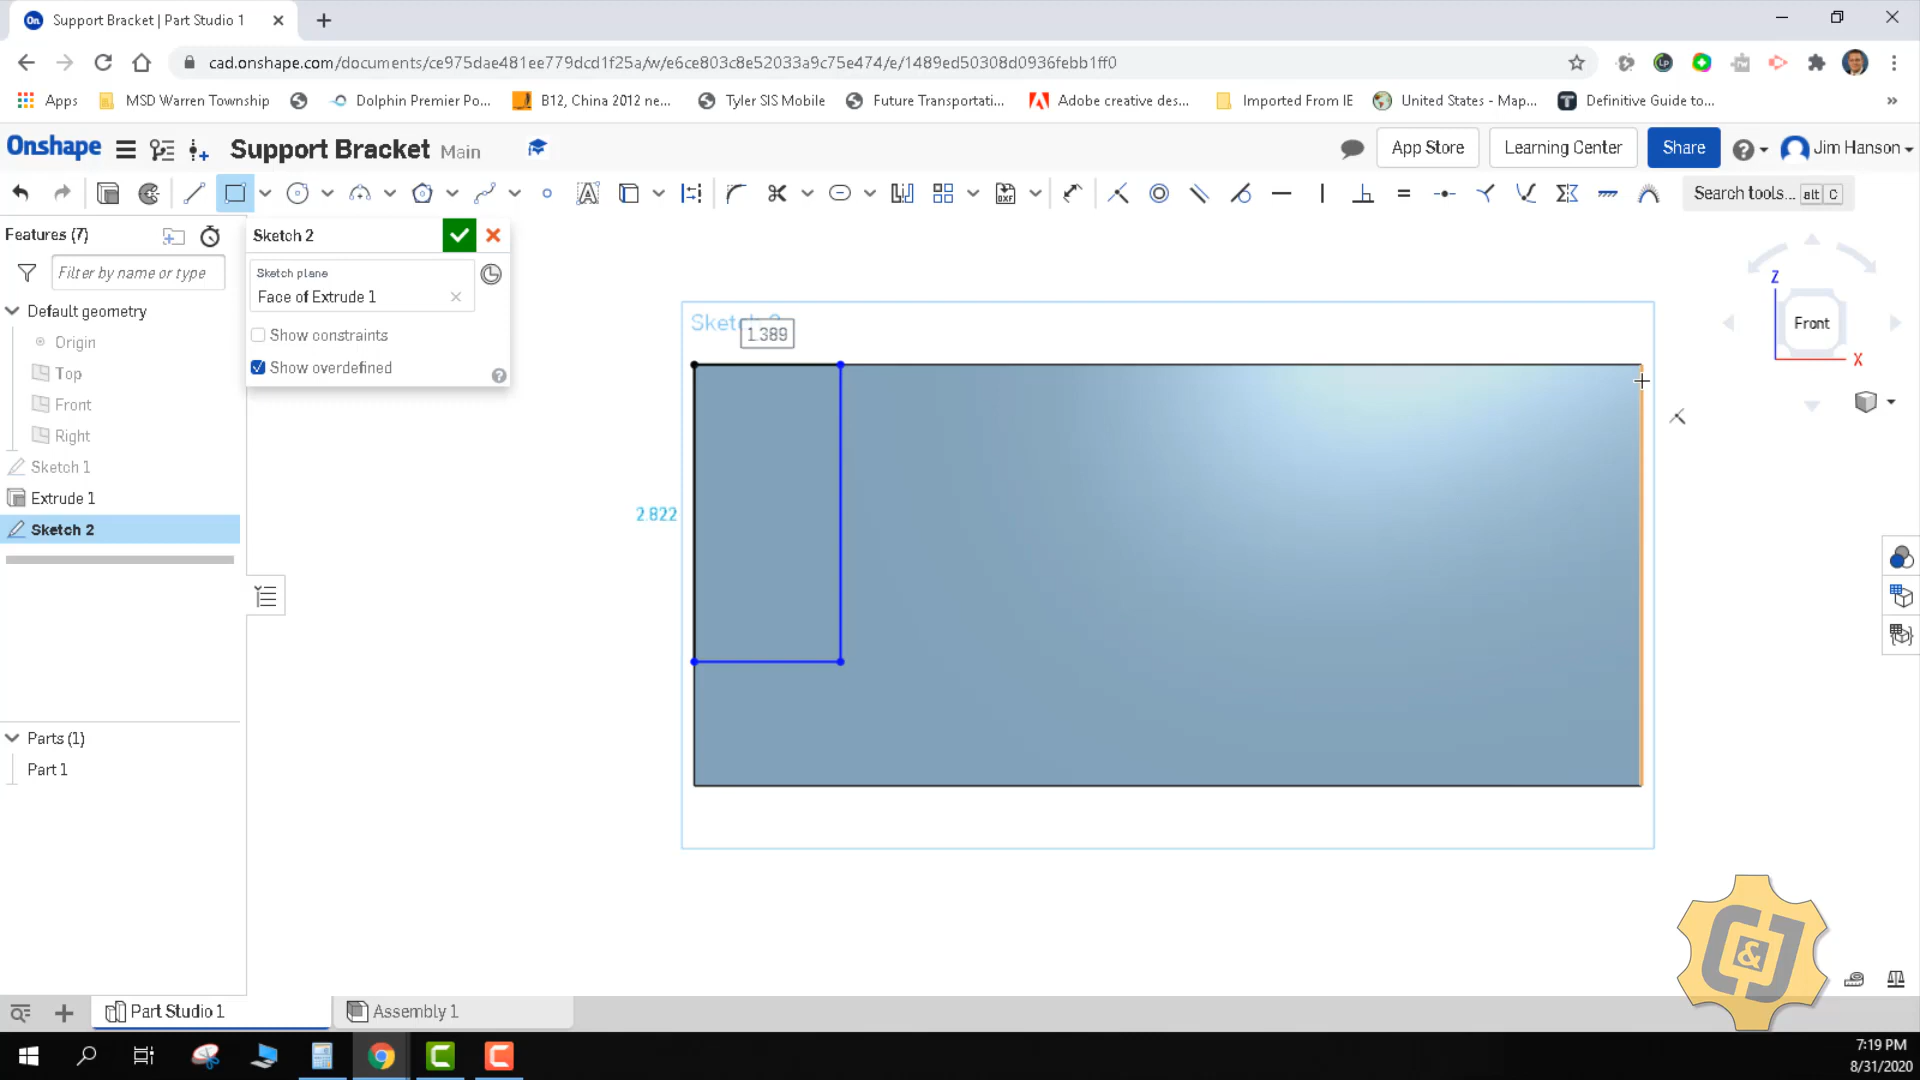 Support Bracket | Part Studio 1
cad.onshape.com/documents/ce975dae481ee779dcd1f25a/w/e6ce803c8e52033a9c75e474/e/1489ed50308d0936febb1ff0
Apps MSD Warren Township Dolphin Premier Po... B12, China 2012 ne... Tyler SIS Mobile Future Transportati... Adobe creative des... Imported From IE United States - Map... Definitive Guide to...
Onshape Support Bracket Main App Store Learning Center Share Jim Hanson
Search tools... alt C
Features (7)
Filter by name or type
Default geometry
Origin
Top
Front
Right
Sketch 1
Extrude 1
Sketch 2
Parts (1)
Part 1
Sketch 2
Sketch plane
Face of Extrude 1
Show constraints
Show overdefined
1.389
2.822
Z
Front
X
Part Studio 1 Assembly 1
7:19 PM
8/31/2020